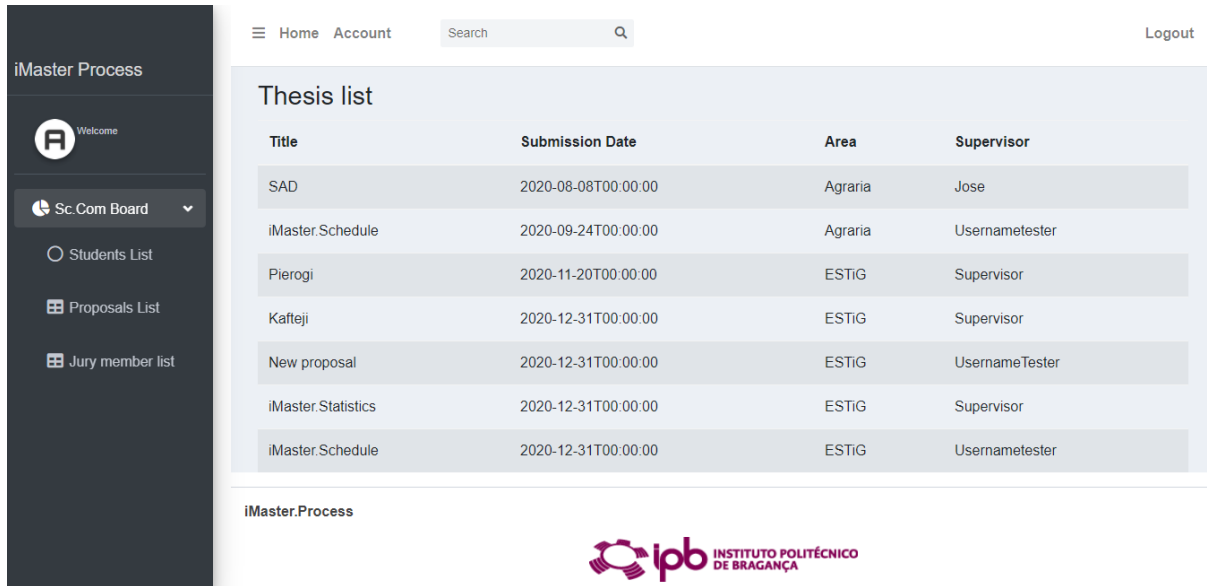 iMaster Process
Welcome
Sc.Com Board
Students List
Proposals List
Jury member list
Home Account Search Logout
Thesis list
Title Submission Date Area Supervisor
SAD 2020-08-08T00:00:00 Agraria Jose
iMaster.Schedule 2020-09-24T00:00:00 Agraria Usernametester
Pierogi 2020-11-20T00:00:00 ESTiG Supervisor
Kafteji 2020-12-31T00:00:00 ESTiG Supervisor
New proposal 2020-12-31T00:00:00 ESTiG UsernameTester
iMaster.Statistics 2020-12-31T00:00:00 ESTiG Supervisor
iMaster.Schedule 2020-12-31T00:00:00 ESTiG Usernametester
iMaster.Process
ipb INSTITUTO POLITÉCNICO
DE BRAGANÇA